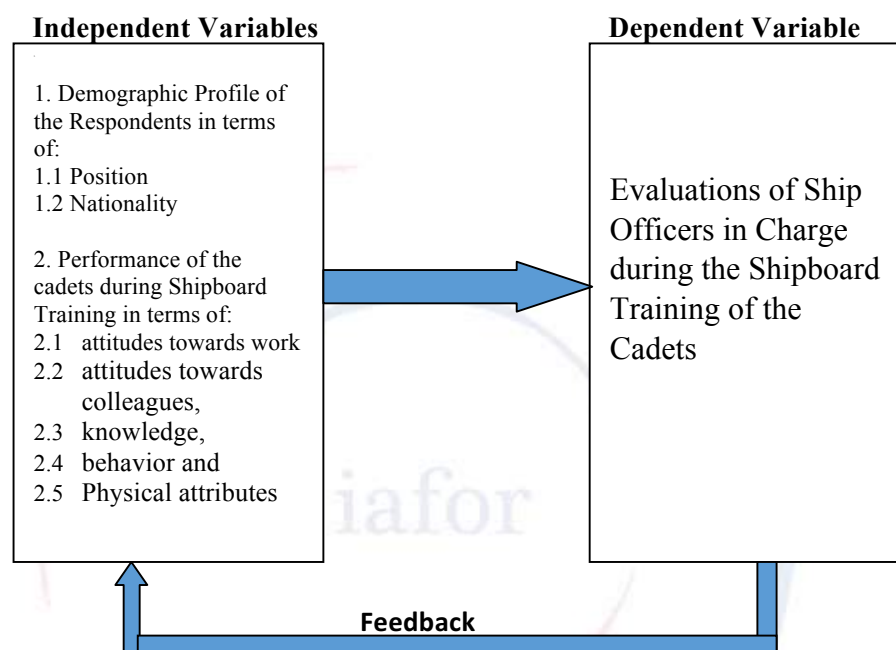 Independent Variables
1. Demographic Profile of
the Respondents in terms
of:
1.1 Position
1.2 Nationality
2. Performance of the
cadets during Shipboard
Training in terms of:
2.1 attitudes towards work
2.2 attitudes towards
colleagues,
2.3 knowledge,
2.4 behavior and
2.5 Physical attributes
Dependent Variable
Evaluations of Ship
Officers in Charge
during the Shipboard
Training of the
Cadets
iafor
Feedback